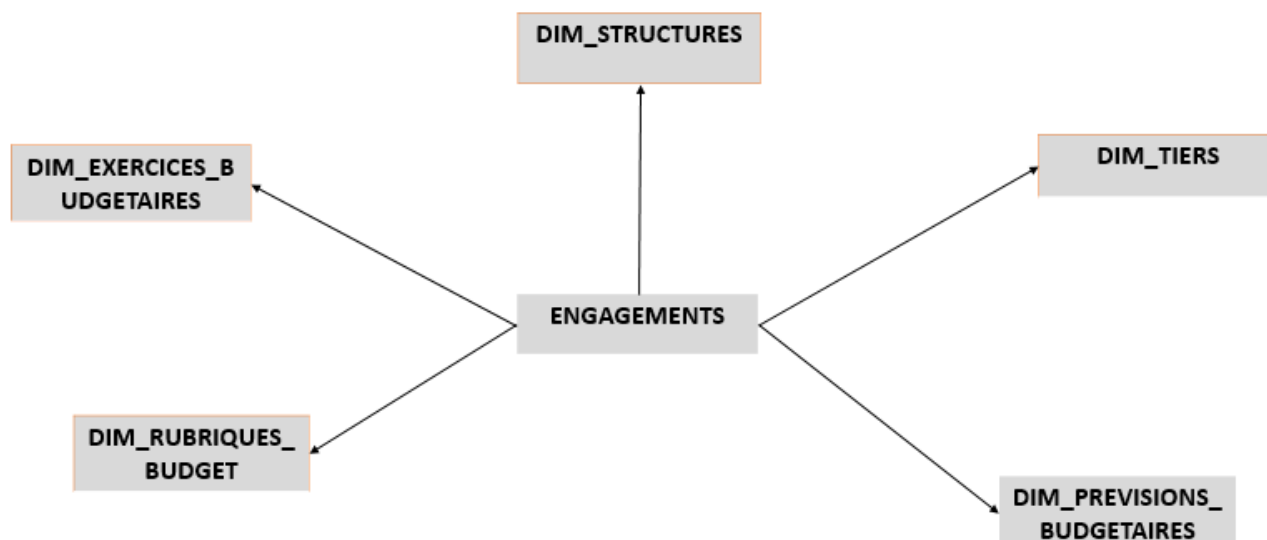 DIM_STRUCTURES
DIM_EXERCICES_B
UDGETAIRES
DIM_TIERS
ENGAGEMENTS
DIM_RUBRIQUES_
BUDGET
DIM_PREVISIONS_
BUDGETAIRES